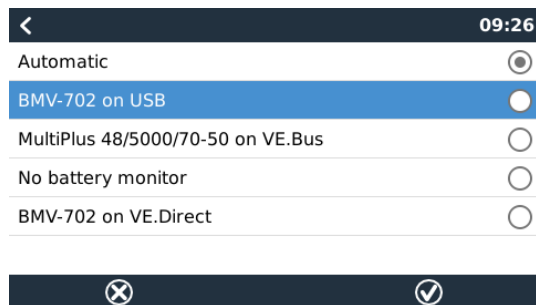 09:26
Automatic
BMV-702 on USB
MultiPlus 48/5000/70-50 on VE.Bus
No battery monitor
BMV-702 on VE.Direct